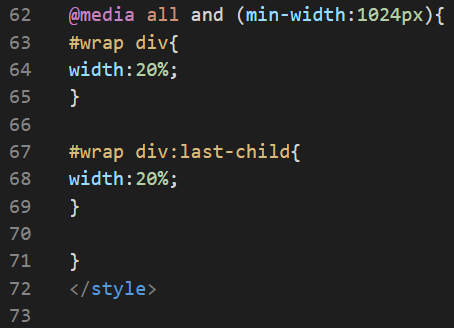 62 @media all and (min-width:1024px){
63 #wrap div{
64 width:20%;
65 }
66
67 #wrap div:last-child{
68 width:20%;
69 }
70
71 }
72 </style>
73